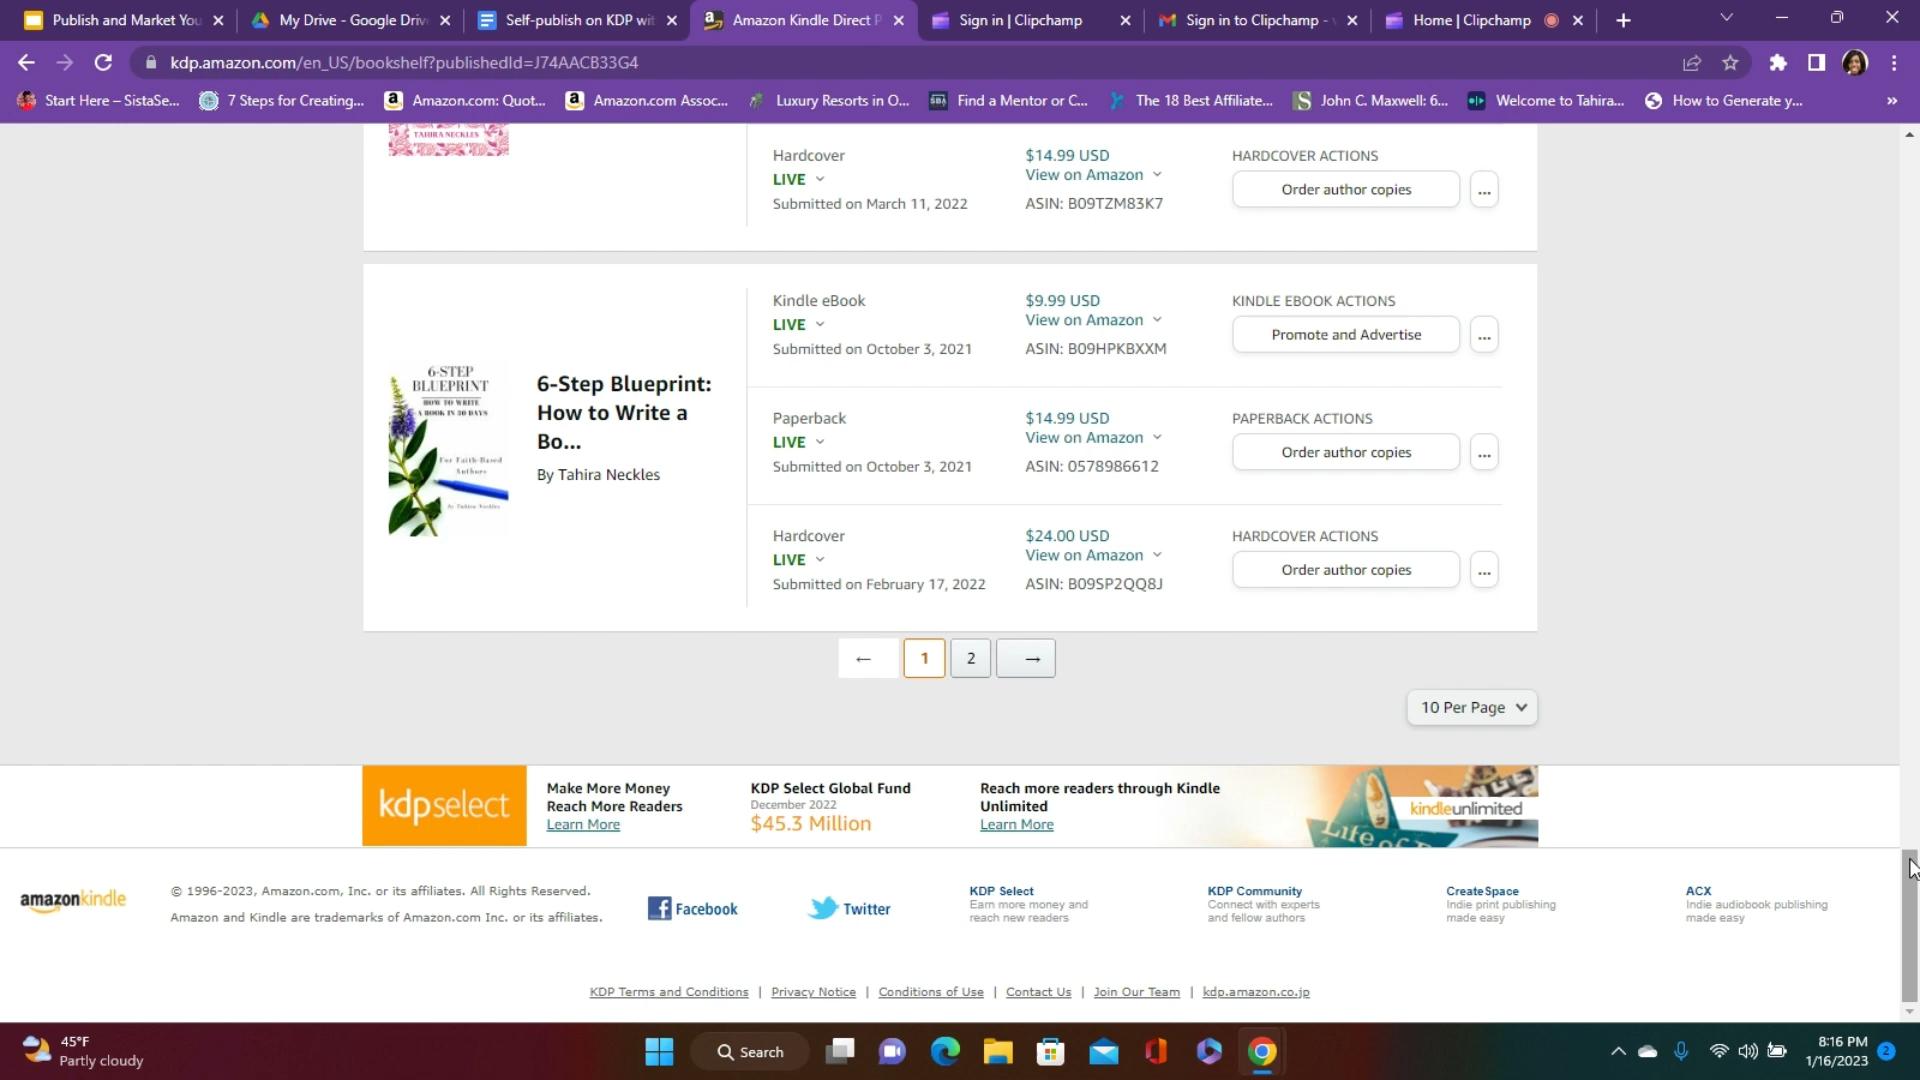 Publish and Market You
My Drive - Google Drive
Self-publish on KDP wit
Amazon Kindle Direct P
Sign in | Clipchamp
Sign in to Clipchamp -
Home | Clipchamp
kdp.amazon.com/en_US/bookshelf?publishedId=J74AACB33G4
Start Here – SistaSe...
7 Steps for Creating...
Amazon.com: Quot...
Amazon.com Assoc...
Luxury Resorts in O...
SBA
Find a Mentor or C...
The 18 Best Affiliate...
John C. Maxwell: 6...
Welcome to Tahira...
How to Generate y...
TAHIRA NECKLES
Hardcover
LIVE
Submitted on March 11, 2022
$14.99 USD
View on Amazon
ASIN: B09TZM83K7
HARDCOVER ACTIONS
Order author copies
...
6-STEP
BLUEPRINT
HOW TO WRITE
A BOOK IN 30 DAYS
For Faith-Based
Authors
By Tahira Neckles
6-Step Blueprint:
How to Write a
Bo...
By Tahira Neckles
Kindle eBook
LIVE
Submitted on October 3, 2021
$9.99 USD
View on Amazon
ASIN: B09HPKBXXM
KINDLE EBOOK ACTIONS
Promote and Advertise
...
Paperback
LIVE
Submitted on October 3, 2021
$14.99 USD
View on Amazon
ASIN: 0578986612
PAPERBACK ACTIONS
Order author copies
...
Hardcover
LIVE
Submitted on February 17, 2022
$24.00 USD
View on Amazon
ASIN: B09SP2QQ8J
HARDCOVER ACTIONS
Order author copies
...
← 1 2 →
10 Per Page
kdpselect
Make More Money
Reach More Readers
Learn More
KDP Select Global Fund
December 2022
$45.3 Million
Reach more readers through Kindle
Unlimited
Learn More
Life of
kindleunlimited
amazonkindle
© 1996-2023, Amazon.com, Inc. or its affiliates. All Rights Reserved.
Amazon and Kindle are trademarks of Amazon.com Inc. or its affiliates.
Facebook
Twitter
KDP Select
Earn more money and
reach new readers
KDP Community
Connect with experts
and fellow authors
CreateSpace
Indie print publishing
made easy
ACX
Indie audiobook publishing
made easy
KDP Terms and Conditions | Privacy Notice | Conditions of Use | Contact Us | Join Our Team | kdp.amazon.co.jp
45°F
Partly cloudy
Search
8:16 PM
1/16/2023
2